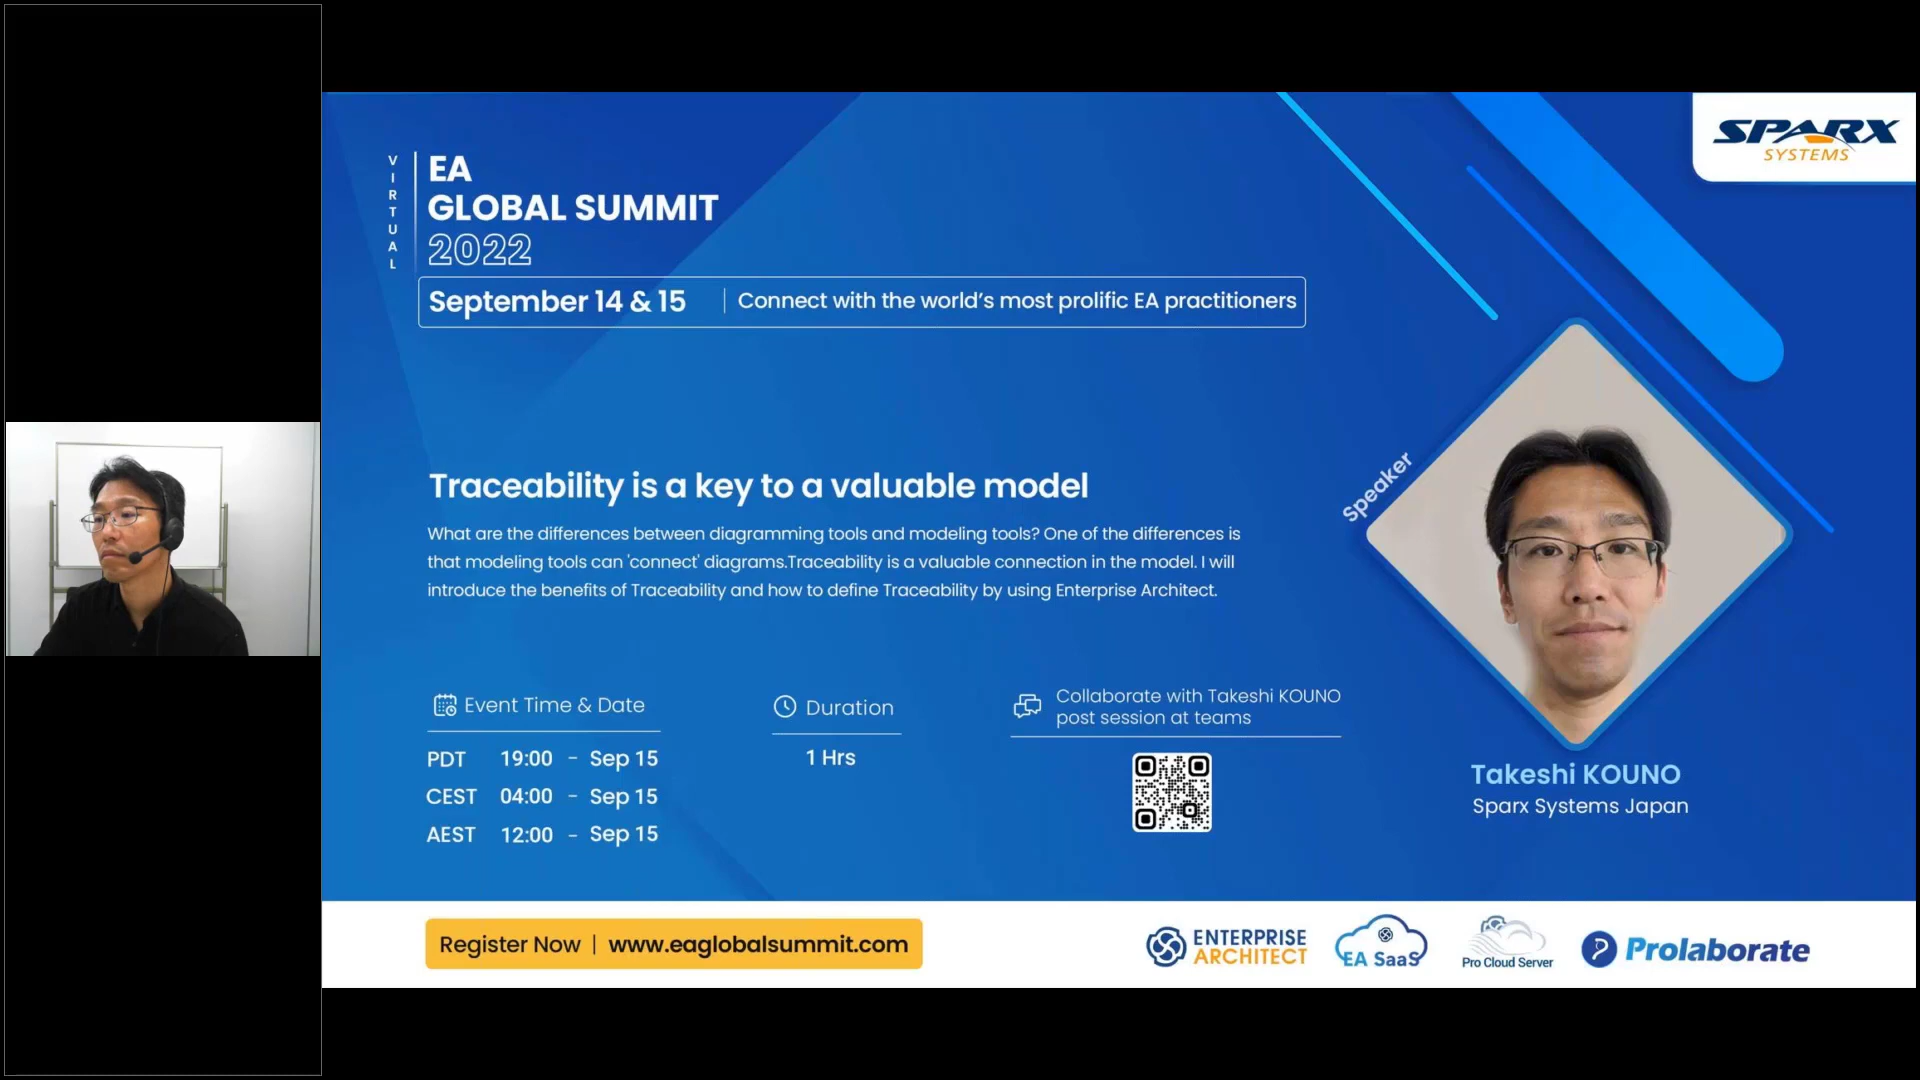 VIRTUAL
EA
GLOBAL SUMMIT
2022
September 14 & 15 | Connect with the world's most prolific EA practitioners
SPARX
SYSTEMS
Traceability is a key to a valuable model
What are the differences between diagramming tools and modeling tools? One of the differences is
that modeling tools can 'connect' diagrams.Traceability is a valuable connection in the model. I will
introduce the benefits of Traceability and how to define Traceability by using Enterprise Architect.
Speaker
Takeshi KOUNO
Sparx Systems Japan
Event Time & Date
PDT 19:00 - Sep 15
CEST 04:00 - Sep 15
AEST 12:00 - Sep 15
Duration
1 Hrs
Collaborate with Takeshi KOUNO
post session at teams
Register Now | www.eaglobalsummit.com
ENTERPRISE
ARCHITECT
EA SaaS
Pro Cloud Server
Prolaborate